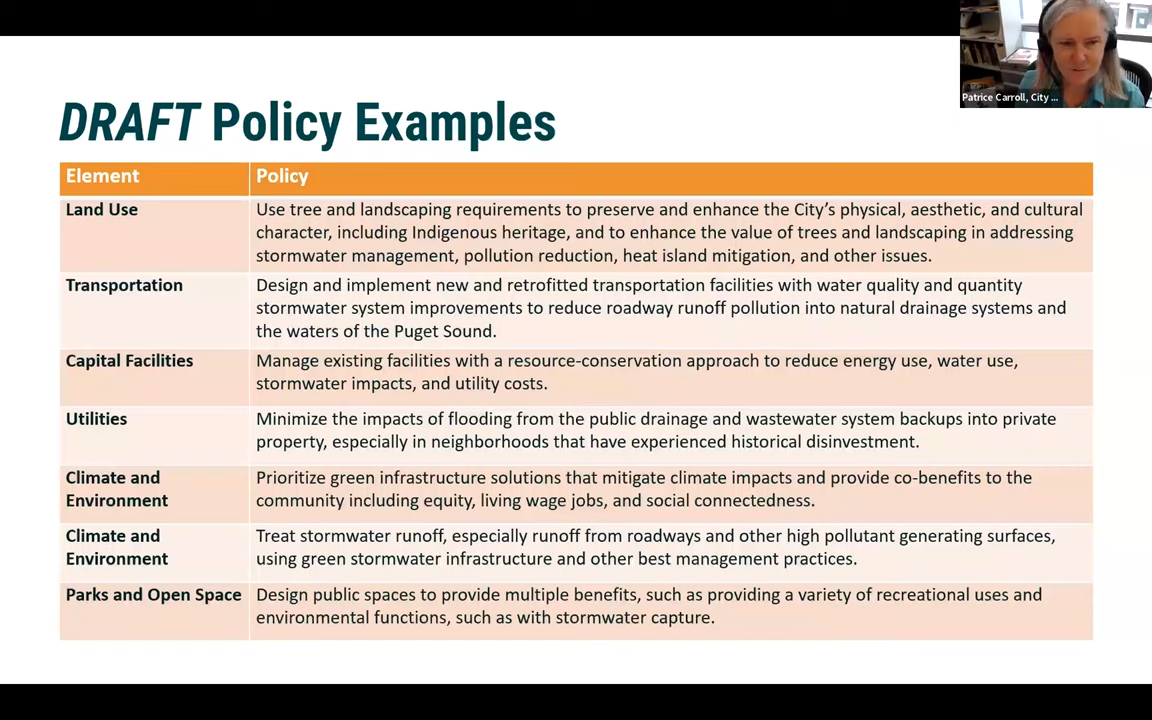 Patrice Carroll, City ...
DRAFT Policy Examples
Element Policy
Land Use
Use tree and landscaping requirements to preserve and enhance the City's physical, aesthetic, and cultural
character, including Indigenous heritage, and to enhance the value of trees and landscaping in addressing
stormwater management, pollution reduction, heat island mitigation, and other issues.
Transportation
Design and implement new and retrofitted transportation facilities with water quality and quantity
stormwater system improvements to reduce roadway runoff pollution into natural drainage systems and
the waters of the Puget Sound.
Capital Facilities
Manage existing facilities with a resource-conservation approach to reduce energy use, water use,
stormwater impacts, and utility costs.
Utilities
Minimize the impacts of flooding from the public drainage and wastewater system backups into private
property, especially in neighborhoods that have experienced historical disinvestment.
Climate and
Environment
Prioritize green infrastructure solutions that mitigate climate impacts and provide co-benefits to the
community including equity, living wage jobs, and social connectedness.
Climate and
Environment
Treat stormwater runoff, especially runoff from roadways and other high pollutant generating surfaces,
using green stormwater infrastructure and other best management practices.
Parks and Open Space
Design public spaces to provide multiple benefits, such as providing a variety of recreational uses and
environmental functions, such as with stormwater capture.